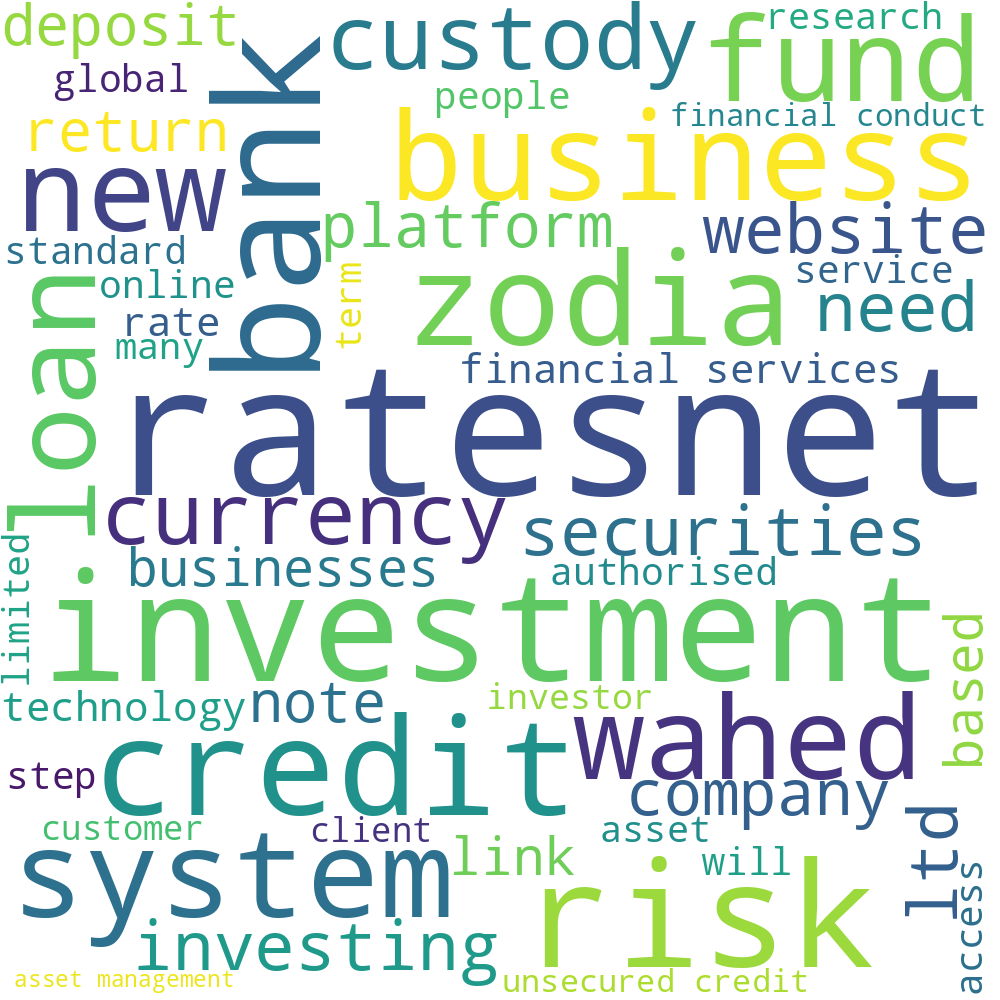 deposit
custody
research
fund
global
people
financial conduct
return
bank
business
new
platform
website
standard
zodia
service
online
term
need
rate
many
loan
financial services
ratesnet
currency
securities
businesses
authorised
limited
investment
based
technology
note
investor
wahed
step
credit
company
customer
client
asset
ltd
system
link
will
risk
access
investing
asset management
unsecured credit